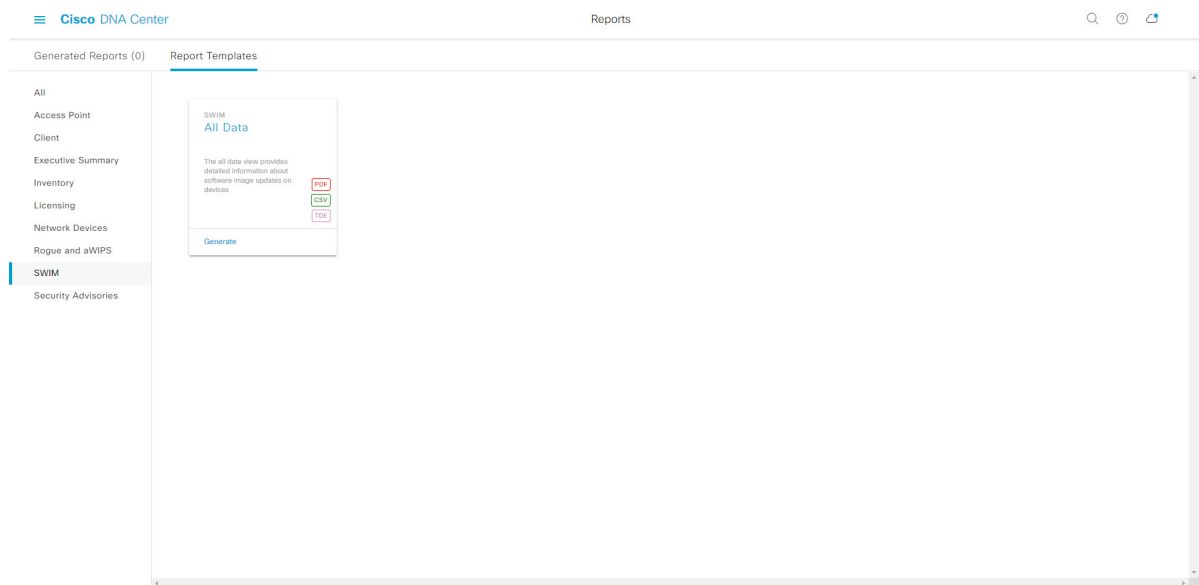 Cisco DNA Center
Reports
Generated Reports (0)
Report Templates
All
Access Point
Client
Executive Summary
Inventory
Licensing
Network Devices
Rogue and aWIPS
SWIM
Security Advisories
SWIM
All Data
The all data view provides
detailed information about
software image updates on
devices
PDF
CSV
TDE
Generate